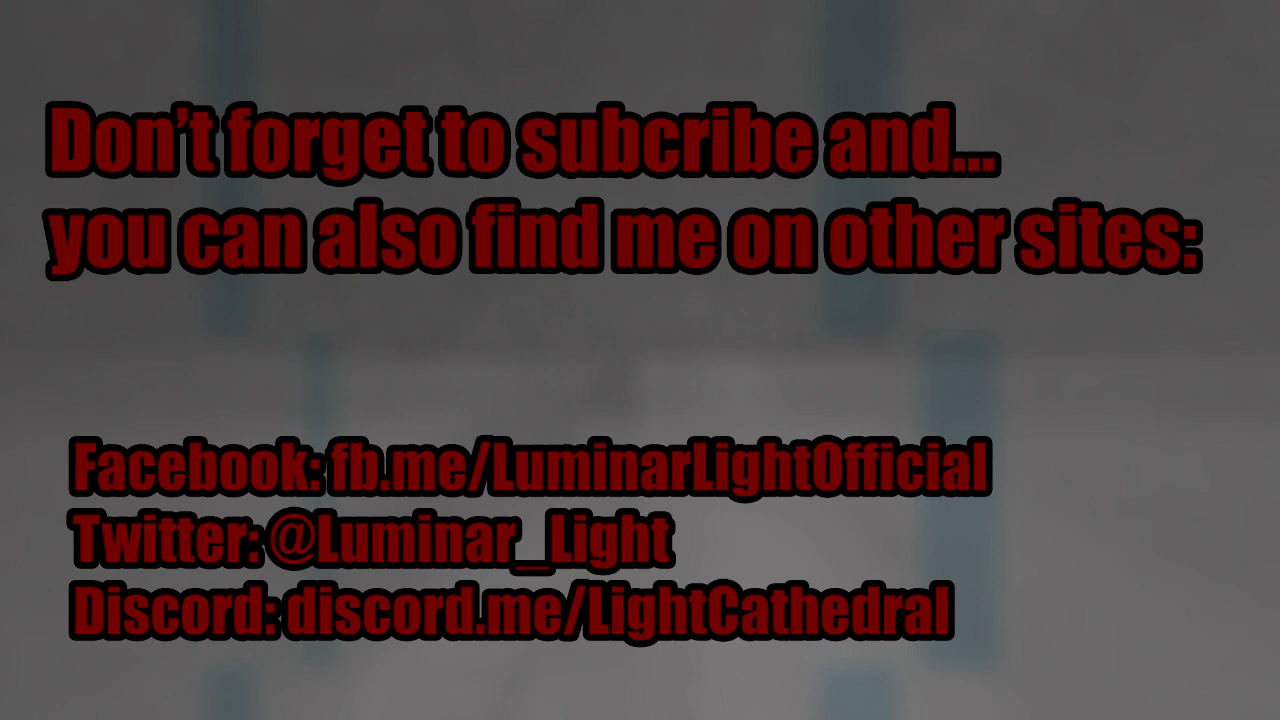 Don't forget to subcribe and...
you can also find me on other sites:
Facebook: fb.me/LuminarLightOfficial
Twitter: @Luminar_Light
Discord: discord.me/LightCathedral